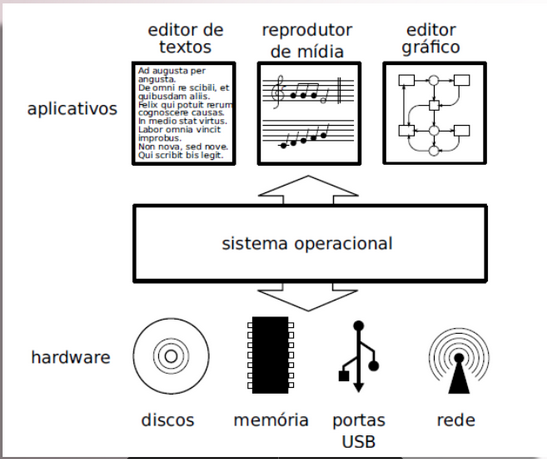 editor de
textos
reprodutor
de mídia
editor
gráfico
aplicativos
Ad augusta per
angusta.
De omni re scibili, et
quibusdam aliis.
Felix qui potuit rerum
cognoscere causas.
In medio stat virtus.
Labor omnia vincit
improbus.
Non nova, sed nove.
Qui scribit bis legit.
sistema operacional
hardware
discos
memória
portas
USB
rede